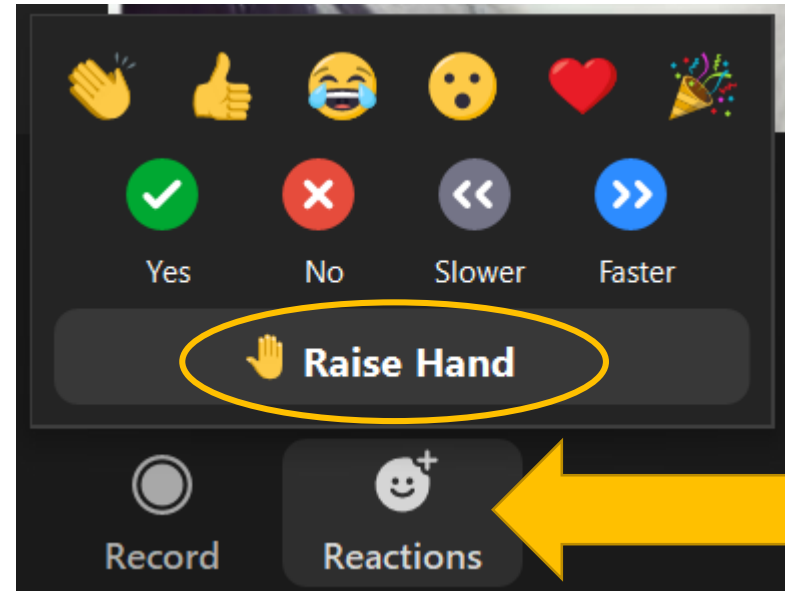 Yes No Slower Faster
Raise Hand
Record Reactions